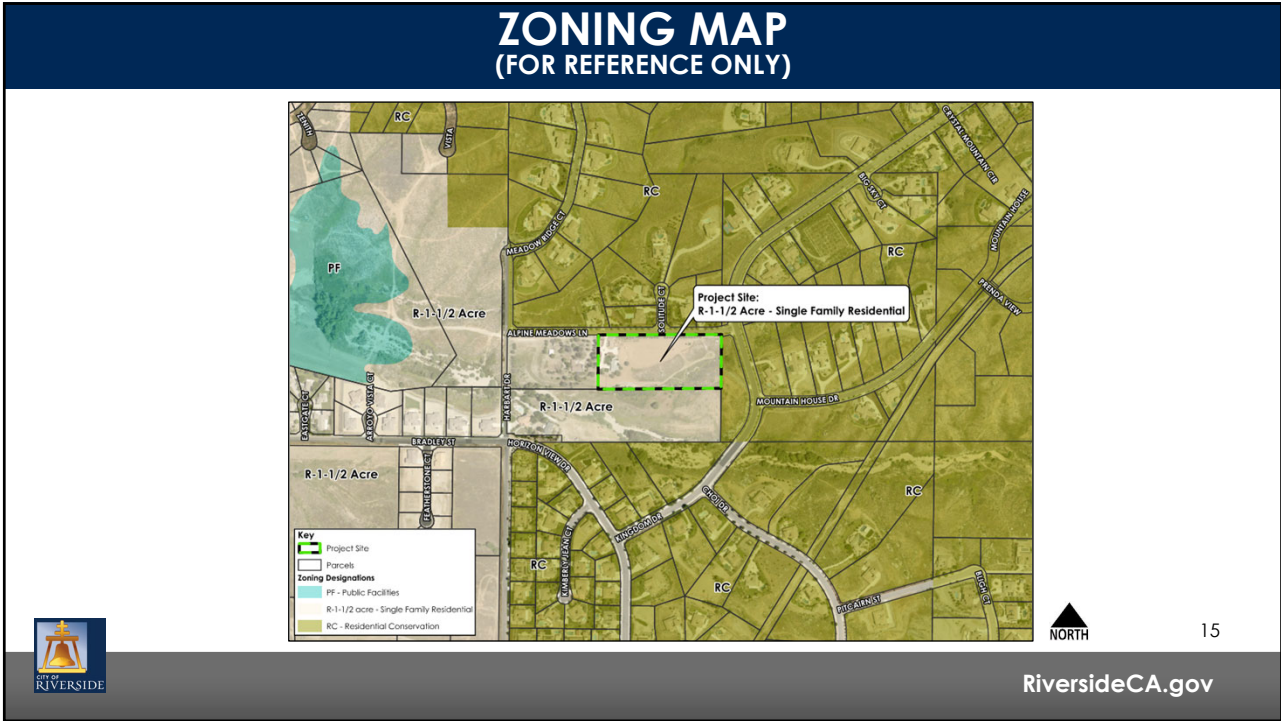 ZONING MAP
(FOR REFERENCE ONLY)
ZENITH
RC
VISTA
CRYSTAL MOUNTAIN CIR
BIG SKY CT
RC
MOUNTAIN HOUSE
MEADOW RIDGE CT
RC
PF
PRENDA VIEW
SOLITUDE CT
Project Site:
R-1-1/2 Acre - Single Family Residential
R-1-1/2 Acre
ALPINE MEADOWS LN
HARBART DR
EASTGATE CT
ARROYO VISTA CT
R-1-1/2 Acre
MOUNTAIN HOUSE DR
BRADLEY ST
HORIZON VIEW DR
R-1-1/2 Acre
FEATHERSTONE CT
RC
CHOI DR
KINGDOM DR
KIMBERLY JEAN CT
RC
RC
PITCAIRN ST
BLIGH CT
Key
Project Site
Parcels
Zoning Designations
PF - Public Facilities
R-1-1/2 acre - Single Family Residential
RC - Residential Conservation
NORTH
15
CITY OF
RIVERSIDE
RiversideCA.gov